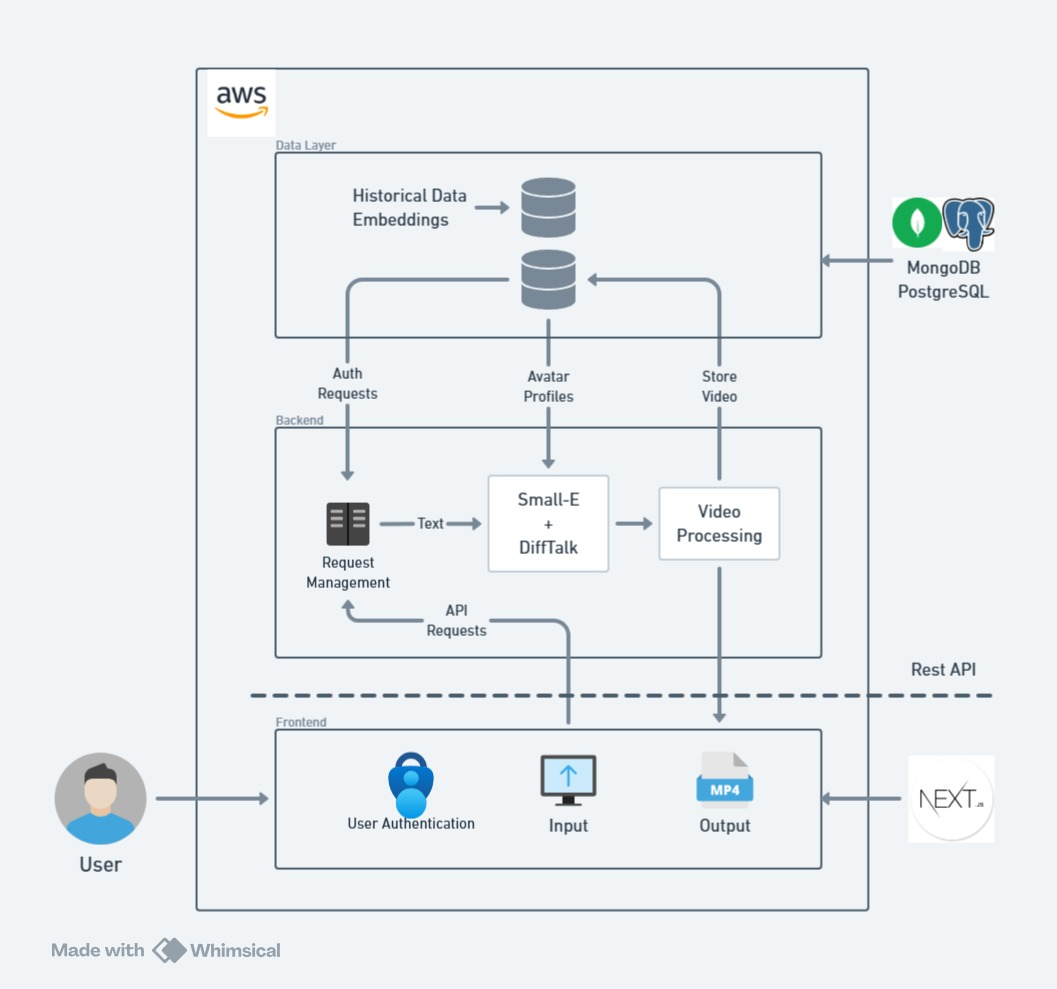 aws
Data Layer
Historical Data
Embeddings
MongoDB
PostgreSQL
Auth
Requests
Avatar
Profiles
Store
Video
Backend
Small-E
+
DiffTalk
Video
Processing
Text
Request
Management
API
Requests
Rest API
Frontend
User Authentication
Input
MP4
Output
NEXT.JS
User
Made with Whimsical